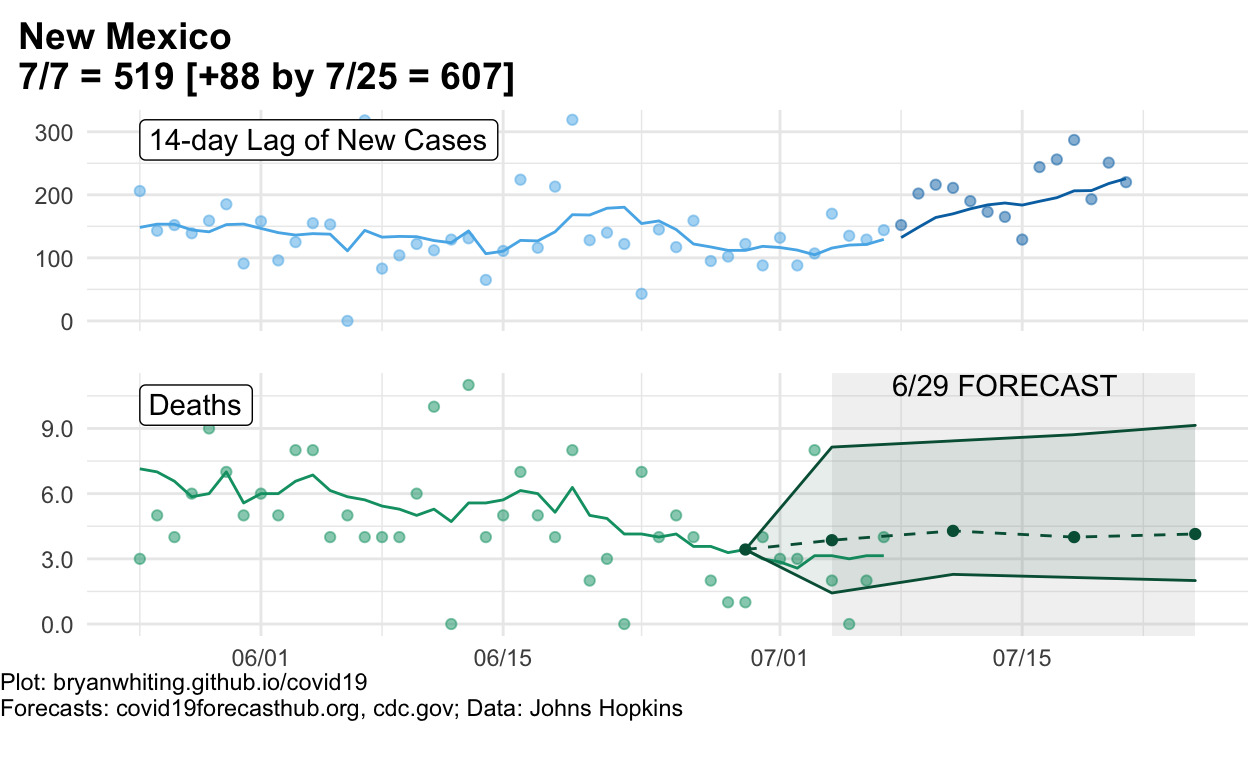 New Mexico
7/7 = 519 [+88 by 7/25 = 607]
14-day Lag of New Cases
300
200
100
0
Deaths
6/29 FORECAST
9.0
6.0
3.0
0.0
06/01
06/15
07/01
07/15
Plot: bryanwhiting.github.io/covid19
Forecasts: covid19forecasthub.org, cdc.gov; Data: Johns Hopkins